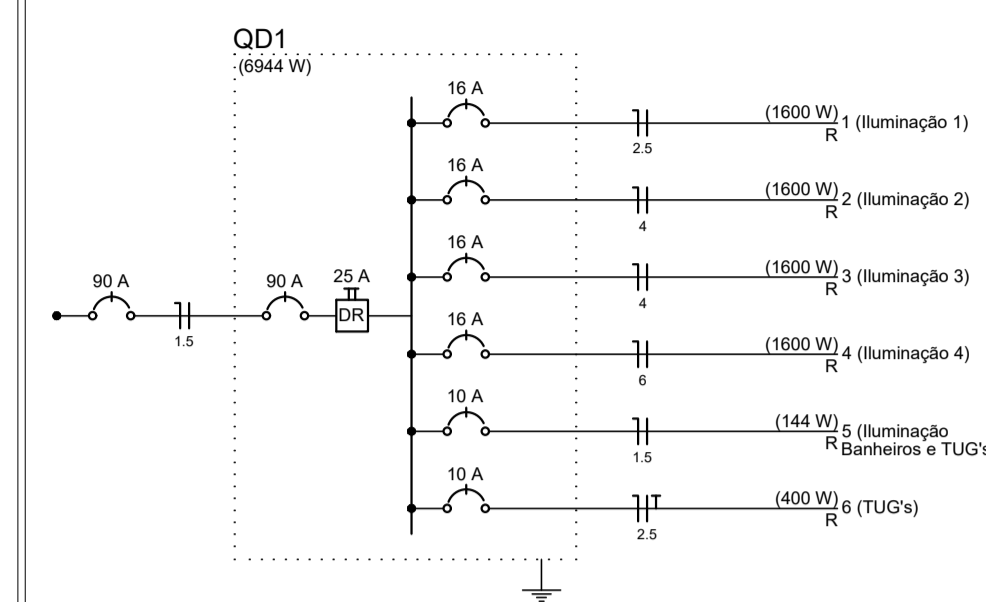 QD1
(6944 W)
16 A
(1600 W)
1 (Iluminação 1)
R
2.5
16 A
(1600 W)
2 (Iluminação 2)
R
4
16 A
(1600 W)
3 (Iluminação 3)
R
4
90 A
1.5
90 A
25 A
DR
16 A
(1600 W)
4 (Iluminação 4)
R
6
10 A
(144 W)
5 (Iluminação
Banheiros e TUG's
R
1.5
10 A
(400 W)
6 (TUG's)
R
2.5